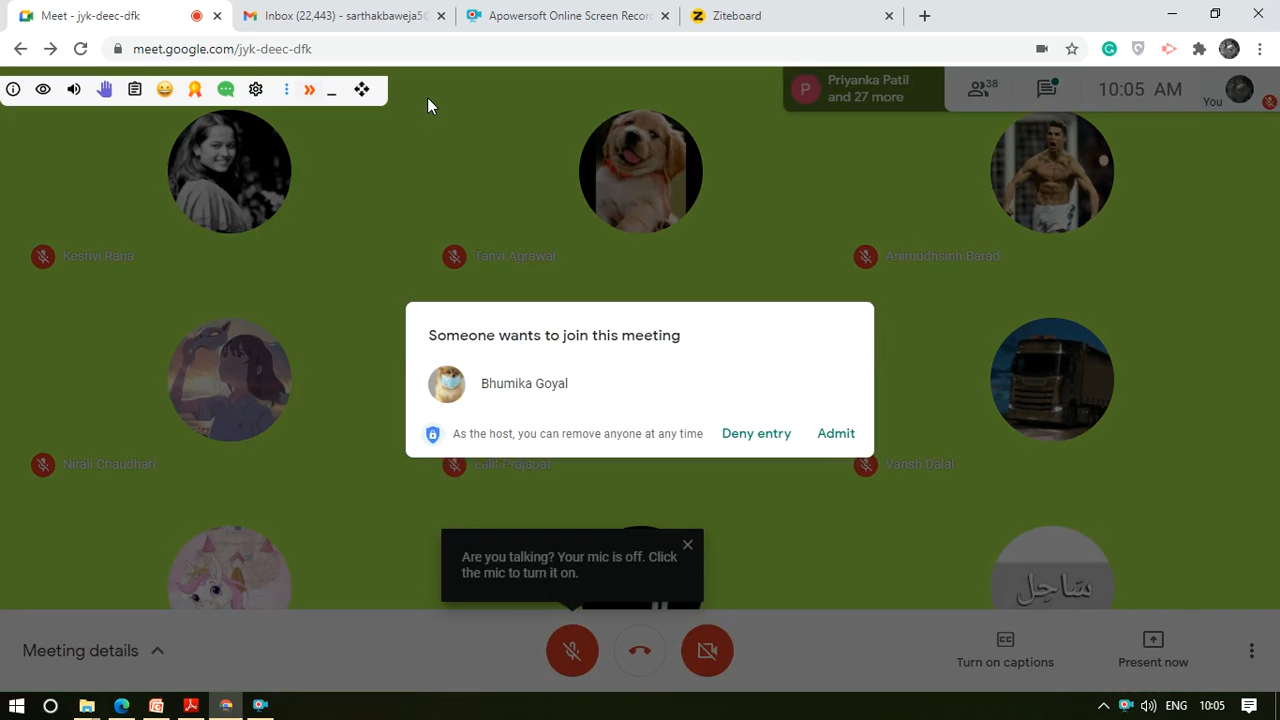 Meet - jyk-deec-dfk
Inbox (22,443) - sarthakbaweja5
Apowersoft Online Screen Recor
Ziteboard
meet.google.com/jyk-deec-dfk
Priyanka Patil
and 27 more
38
10:05 AM
You
Keshvi Rana
Tanvi Agrawal
Aniruddhsinh Barad
Someone wants to join this meeting
Bhumika Goyal
As the host, you can remove anyone at any time
Deny entry
Admit
Nirali Chaudhari
Lalit Prajapat
Vansh Dalal
Are you talking? Your mic is off. Click
the mic to turn it on.
سَاحِل
Meeting details
Turn on captions
Present now
ENG
10:05